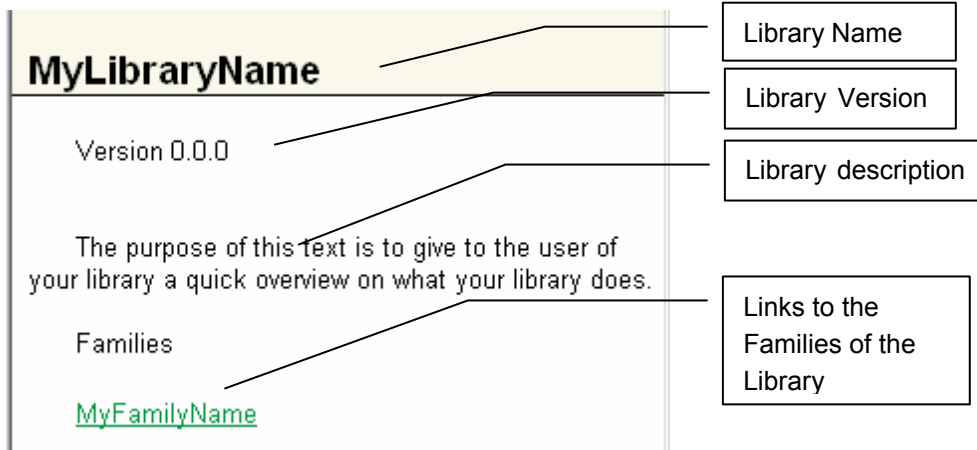 MyLibraryName
Version 0.0.0
The purpose of this text is to give to the user of
your library a quick overview on what your library does.
Families
MyFamilyName
Library Name
Library Version
Library description
Links to the
Families of the
Library